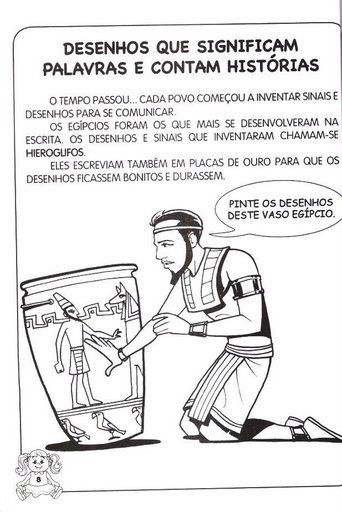 DESENHOS QUE SIGNIFICAM
PALAVRAS E CONTAM HISTÓRIAS
O TEMPO PASSOU... CADA POVO COMEÇOU A INVENTAR SINAIS E
DESENHOS PARA SE COMUNICAR.
OS EGÍPCIOS FORAM OS QUE MAIS SE DESENVOLVERAM NA
ESCRITA. OS DESENHOS E SINAIS QUE INVENTARAM CHAMAM-SE
HIEROGLIFOS.
ELES ESCREVIAM TAMBÉM EM PLACAS DE OURO PARA QUE OS
DESENHOS FICASSEM BONITOS E DURASSEM.
PINTE OS DESENHOS
DESTE VASO EGÍPCIO.
8